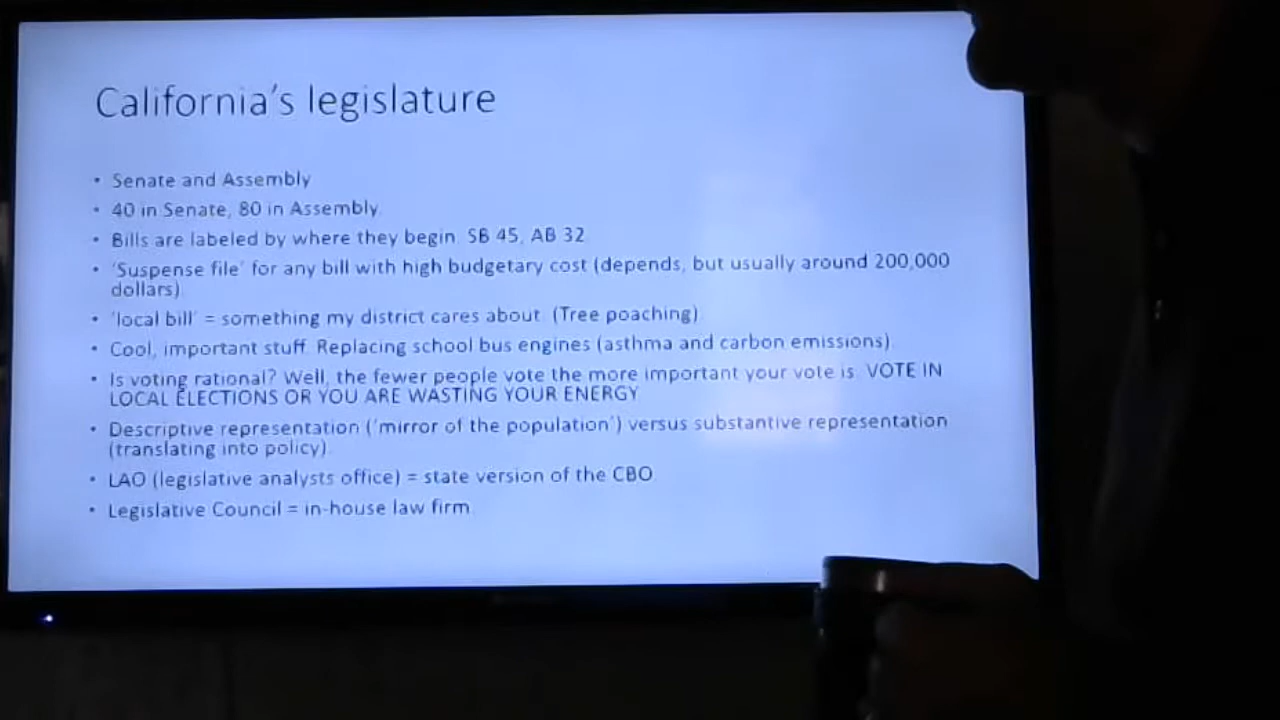 California's legislature
• Senate and Assembly
• 40 in Senate, 80 in Assembly.
• Bills are labeled by where they begin. SB 45, AB 32.
• 'Suspense file' for any bill with high budgetary cost (depends, but usually around 200,000
dollars).
• 'local bill' = something my district cares about. (Tree poaching)
• Cool, important stuff. Replacing school bus engines (asthma and carbon emissions).
• Is voting rational? Well, the fewer people vote the more important your vote is. VOTE IN
LOCAL ELECTIONS OR YOU ARE WASTING YOUR ENERGY
• Descriptive representation ('mirror of the population') versus substantive representation
(translating into policy).
• LAO (legislative analysts office) = state version of the CBO.
• Legislative Council = in-house law firm.